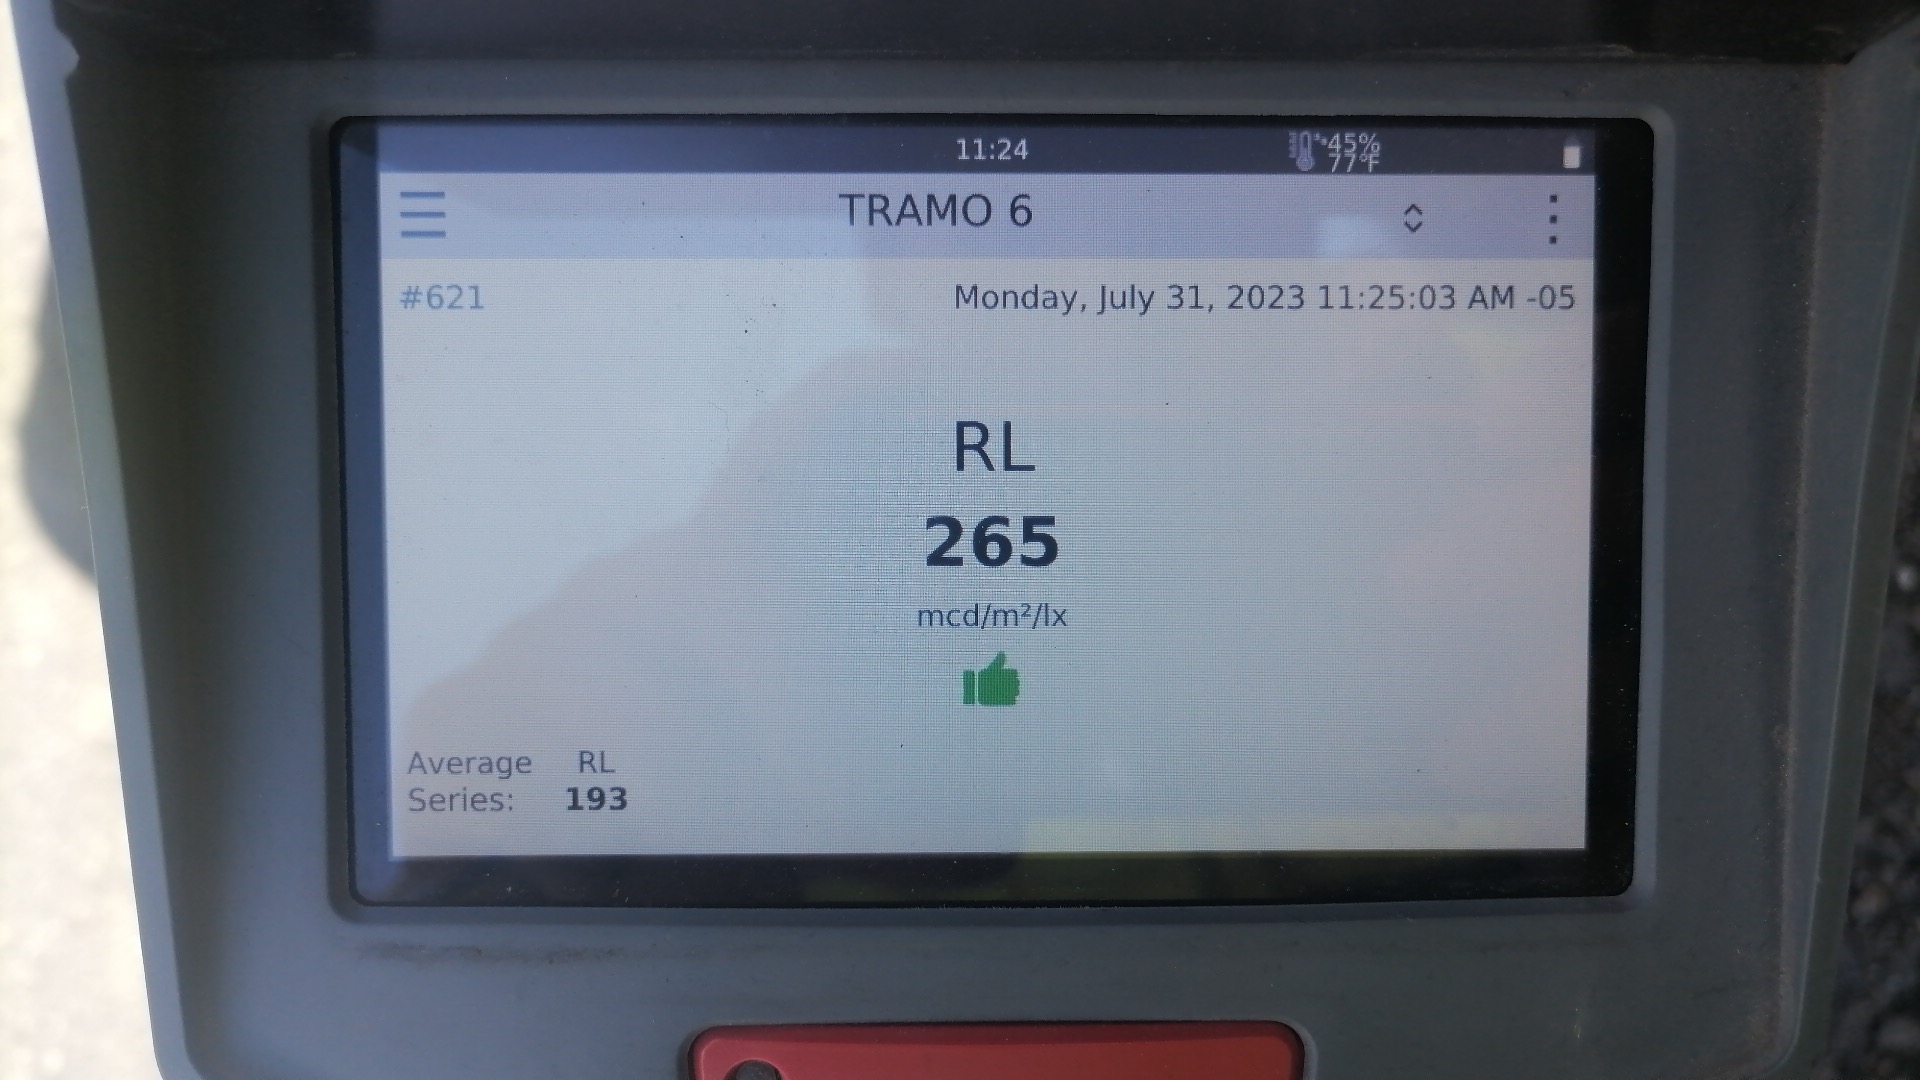 11:24
45%
77°F
TRAMO 6
#621
Monday, July 31, 2023 11:25:03 AM -05
RL
265
mcd/m²/lx
Average RL
Series: 193